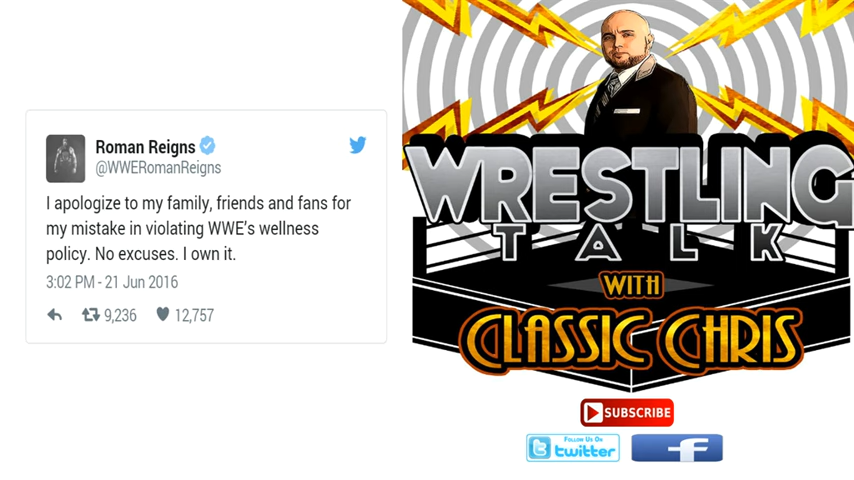 Roman Reigns
@WWERomanReigns
I apologize to my family, friends and fans for
my mistake in violating WWE's wellness
policy. No excuses. I own it.
3:02 PM - 21 Jun 2016
9,236 12,757
WRESTLING
TALK
WITH
CLASSIC CHRIS
SUBSCRIBE
FOLLOW US ON
twitter
f